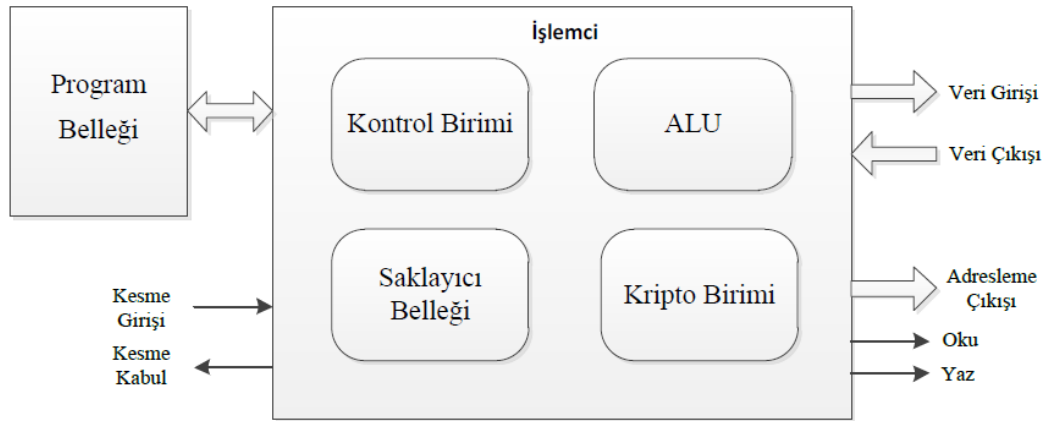 İşlemci
Program
Belleği
Kontrol Birimi
ALU
Veri Girişi
Veri Çıkışı
Saklayıcı
Belleği
Kripto Birimi
Kesme
Girişi
Kesme
Kabul
Adresleme
Çıkışı
Oku
Yaz